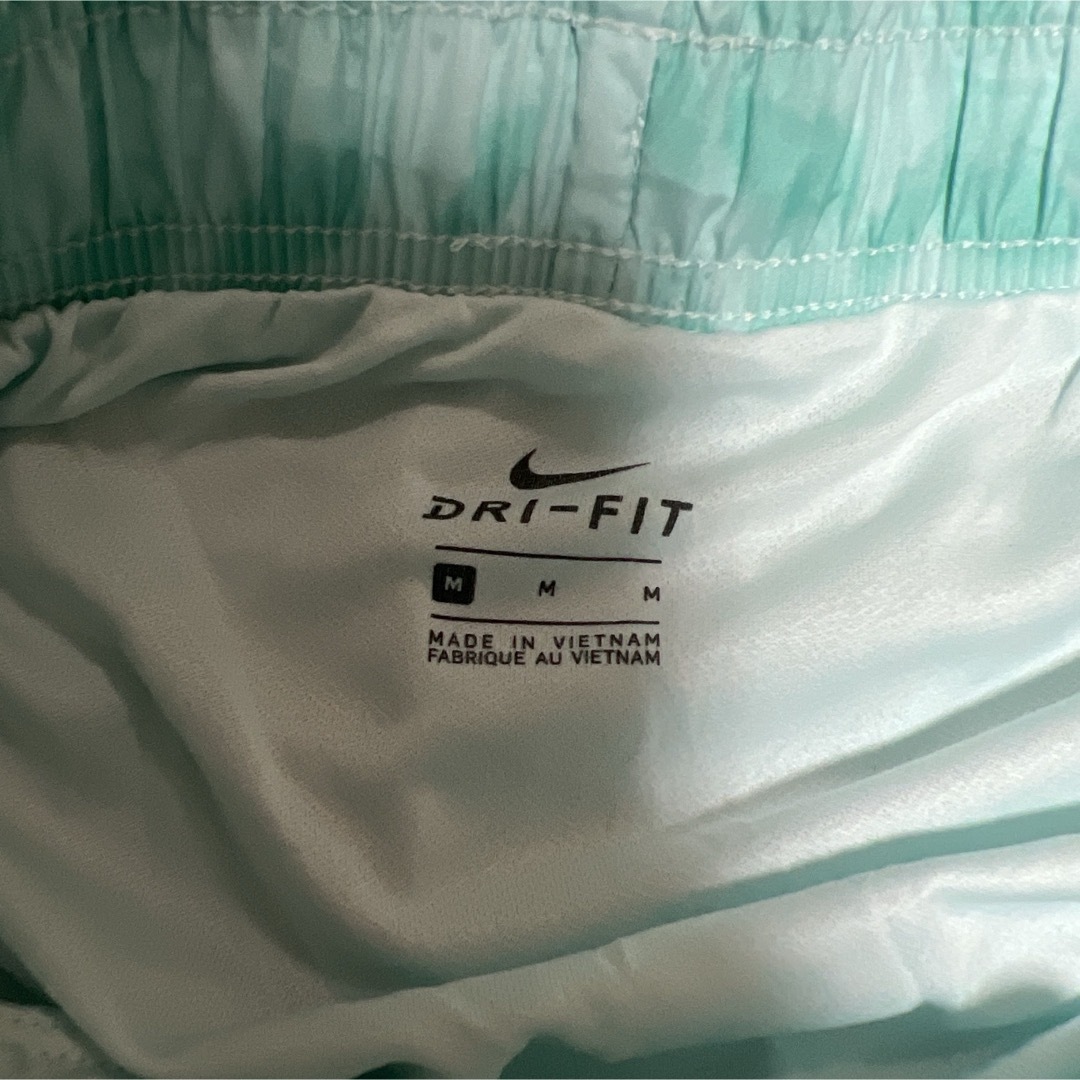 DRI-FIT
M M M
MADE IN VIETNAM
FABRIQUE AU VIETNAM